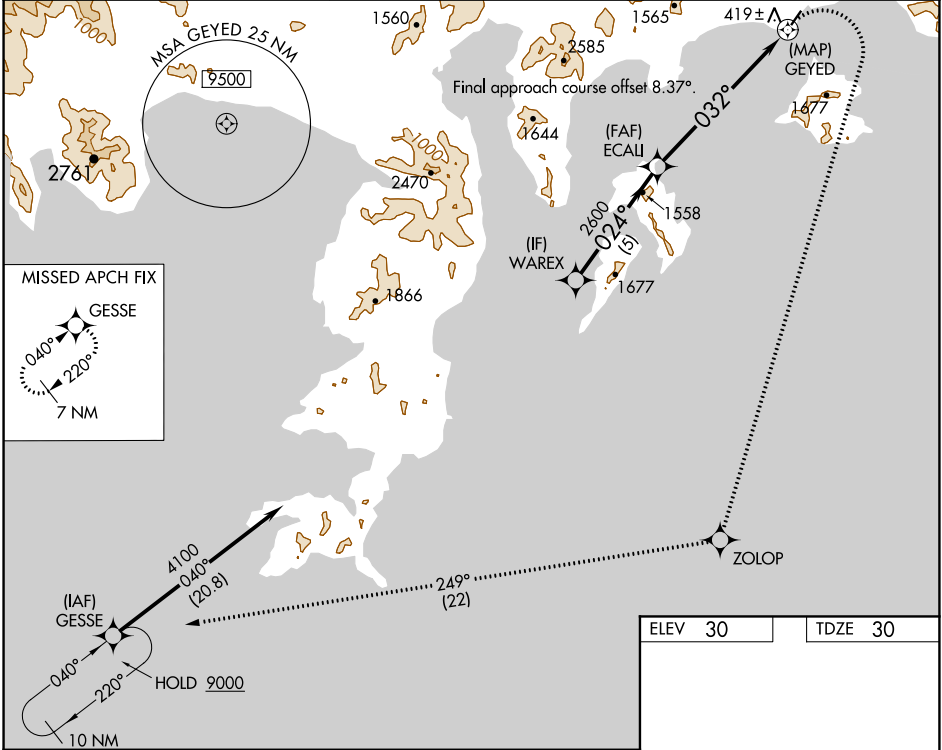 1560
1565
419±
MSA GEYED 25 NM
9500
2585
(MAP)
GEYED
Final approach course offset 8.37°.
032°
1677
1000
1644
(FAF)
ECALI
1000
2761
2470
2600
024°
(5)
1558
(IF)
WAREX
1677
MISSED APCH FIX
GESSE
040°
220°
7 NM
1866
4100
040°
(20.8)
ZOLOP
249°
(22)
(IAF)
GESSE
040°
220°
HOLD 9000
10 NM
ELEV 30
TDZE 30